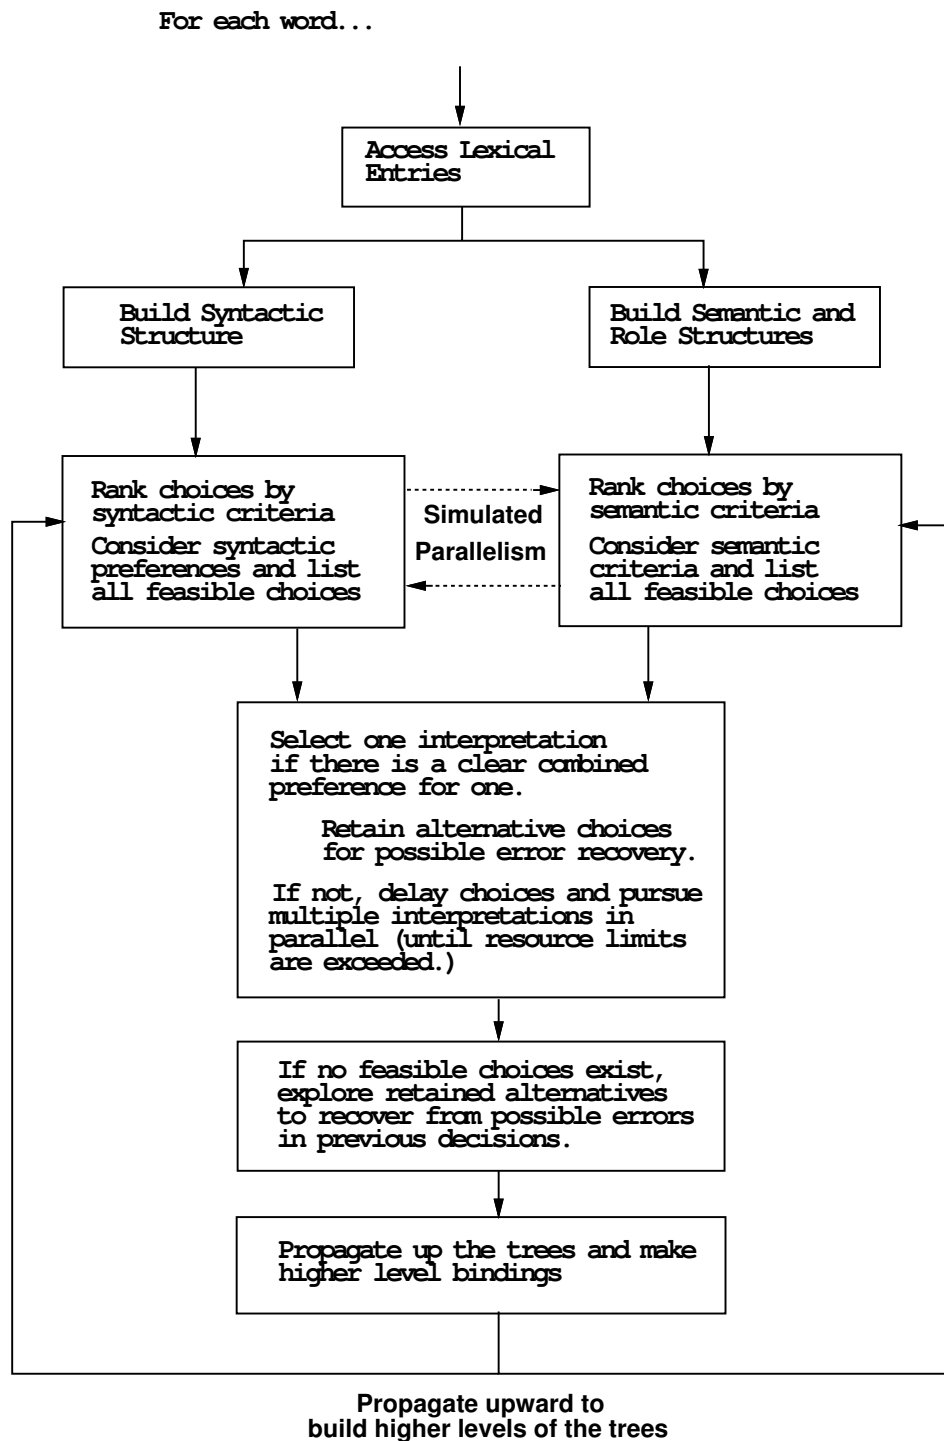 For each word...
Access Lexical
Entries
Build Syntactic
Structure
Build Semantic and
Role Structures
Rank choices by
syntactic criteria
Consider syntactic
preferences and list
all feasible choices
Simulated
Parallelism
Rank choices by
semantic criteria
Consider semantic
criteria and list
all feasible choices
Select one interpretation
if there is a clear combined
preference for one.
Retain alternative choices
for possible error recovery.
If not, delay choices and pursue
multiple interpretations in
parallel (until resource limits
are exceeded.)
If no feasible choices exist,
explore retained alternatives
to recover from possible errors
in previous decisions.
Propagate up the trees and make
higher level bindings
Propagate upward to
build higher levels of the trees